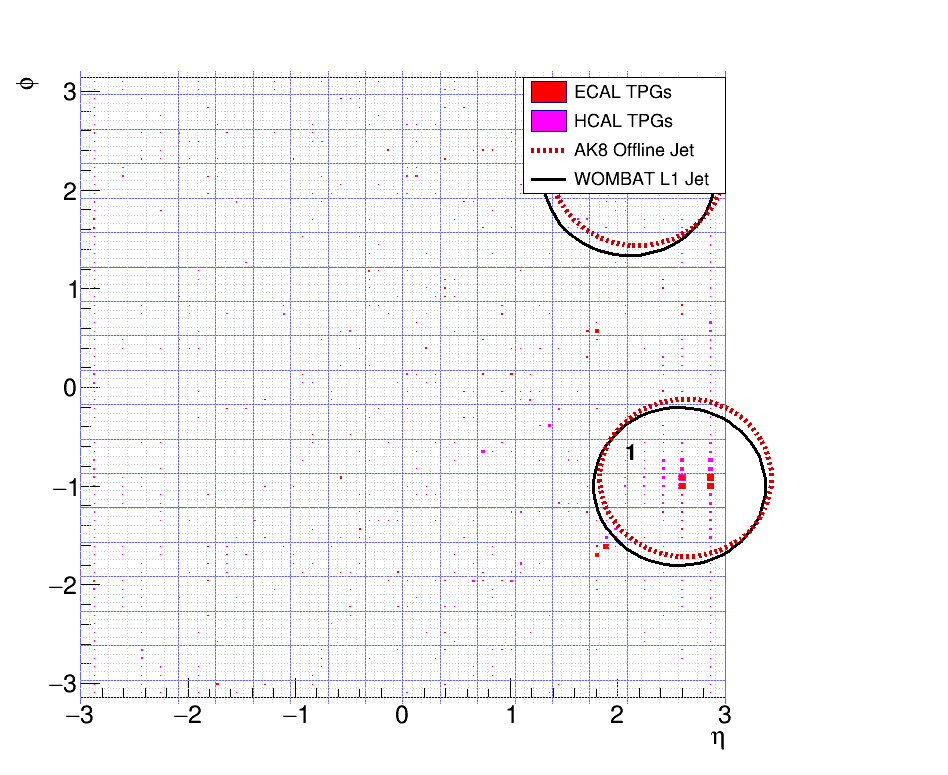 φ
3
2
1
0
−1
−2
−3
ECAL TPGs
HCAL TPGs
AK8 Offline Jet
WOMBAT L1 Jet
1
−3 −2 −1 0 1 2 3
η